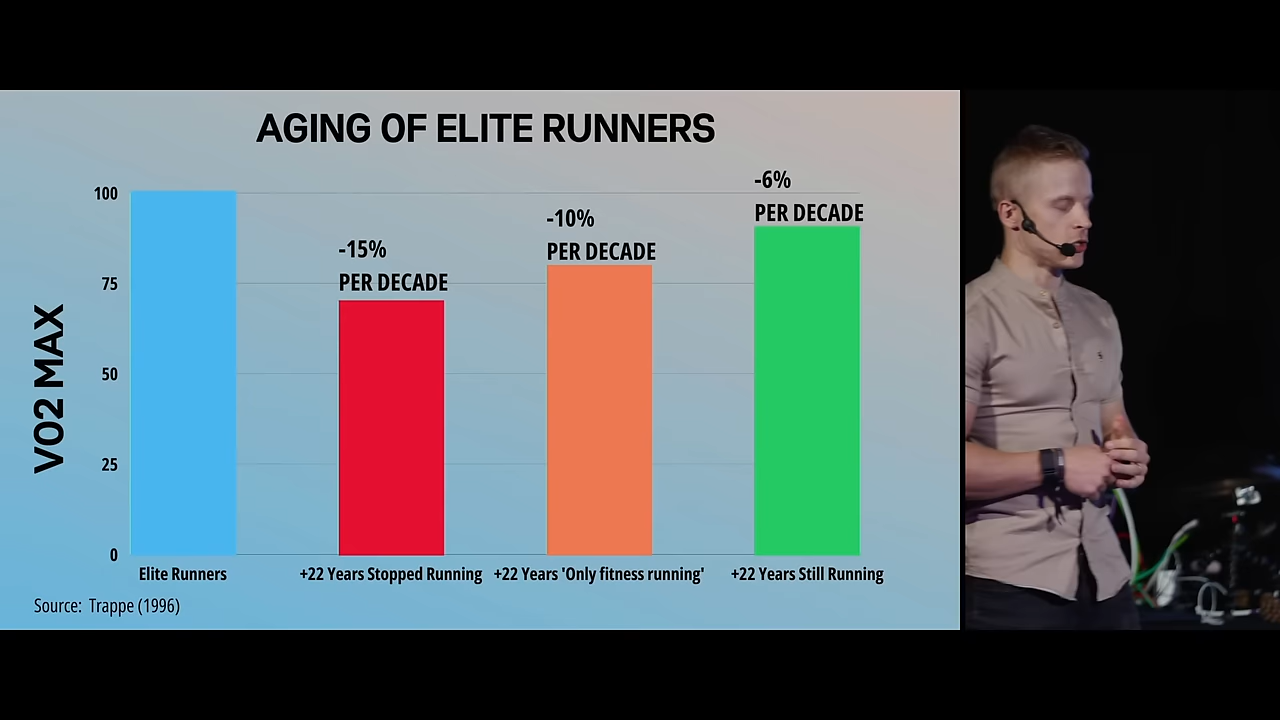 AGING OF ELITE RUNNERS
VO2 MAX
100
75
50
25
0
-15%
PER DECADE
-10%
PER DECADE
-6%
PER DECADE
Elite Runners
+22 Years Stopped Running
+22 Years 'Only fitness running'
+22 Years Still Running
Source: Trappe (1996)